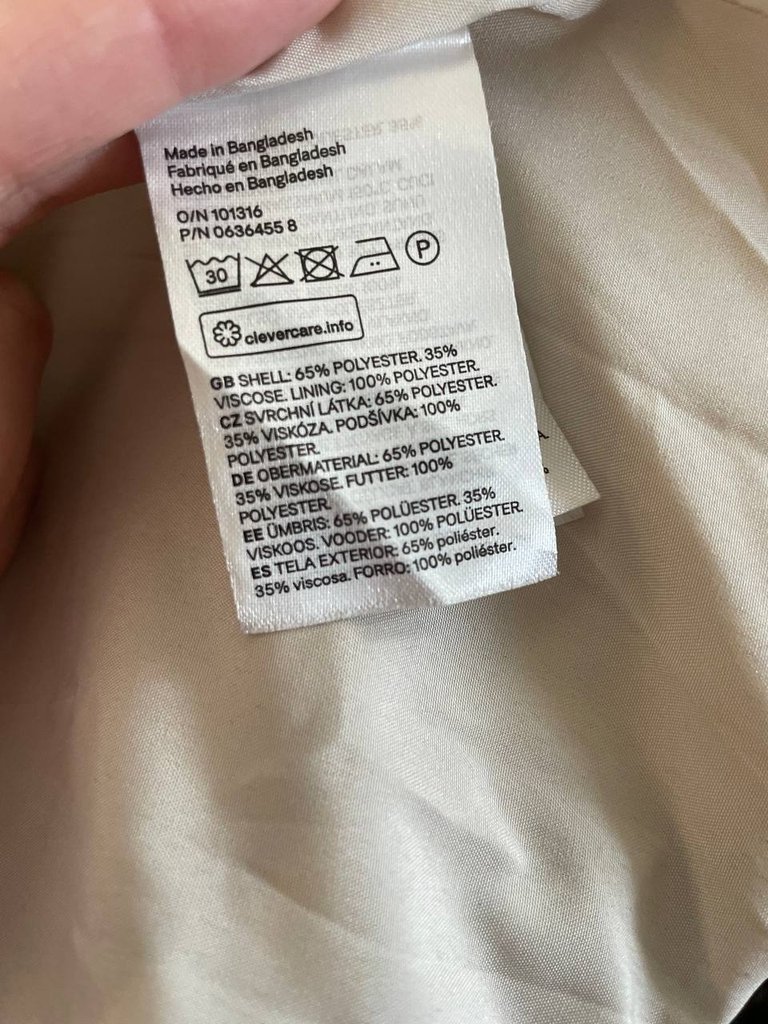 Made in Bangladesh
Fabriqué en Bangladesh
Hecho en Bangladesh
O/N 101316
P/N 0636455 8
30 P
clevercare.info
GB SHELL: 65% POLYESTER. 35%
VISCOSE. LINING: 100% POLYESTER.
CZ SVRCHNÍ LÁTKA: 65% POLYESTER.
35% VISKÓZA. PODŠÍVKA: 100%
POLYESTER.
DE OBERMATERIAL: 65% POLYESTER.
35% VISKOSE. FUTTER: 100%
POLYESTER.
EE ÜMBRIS: 65% POLÜESTER. 35%
VISKOOS. VOODER: 100% POLÜESTER.
ES TELA EXTERIOR: 65% poliéster.
35% viscosa. FORRO: 100% poliéster.